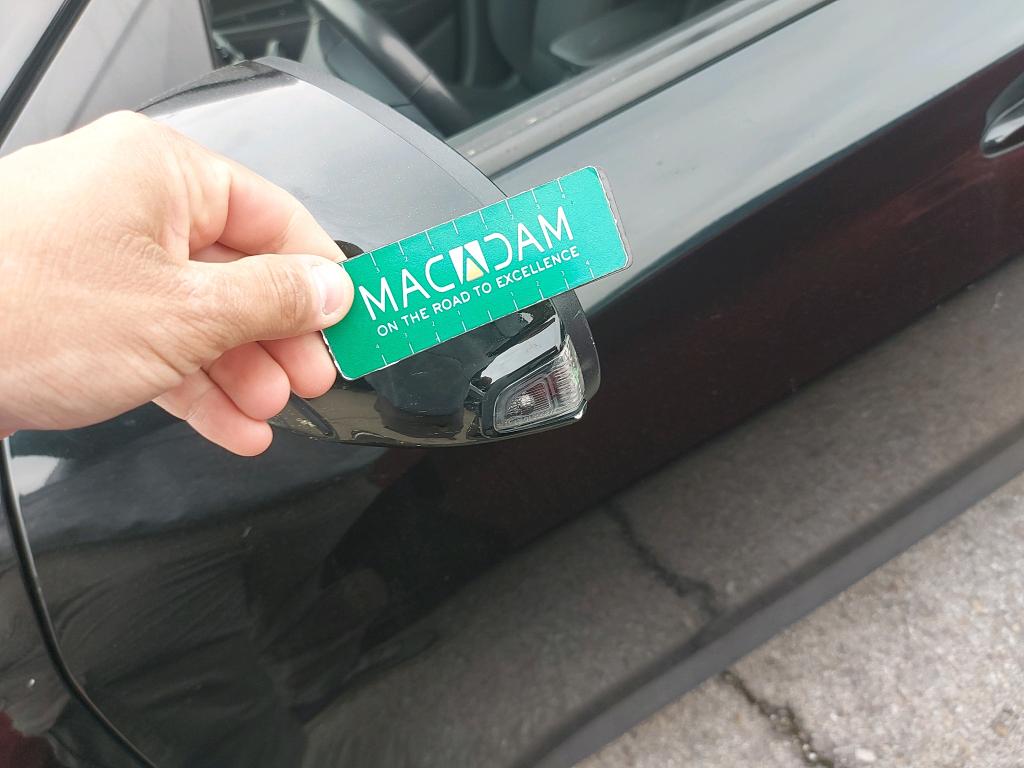 MACADAM
ON THE ROAD TO EXCELLENCE